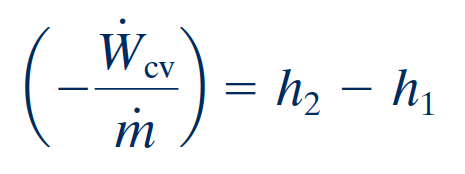 (−Ẇcv/ṁ) = h₂ − h₁